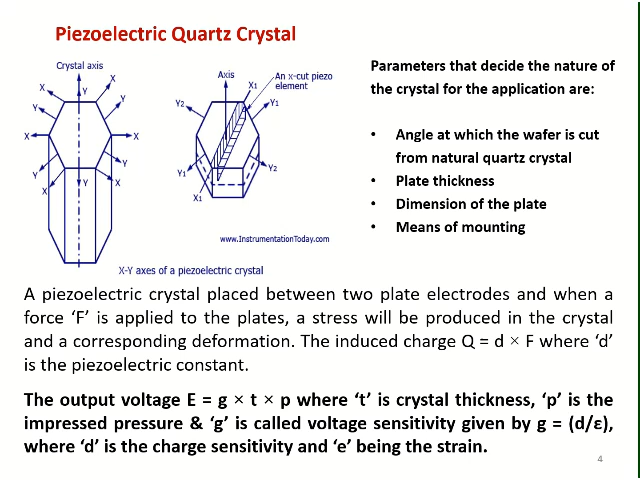 Piezoelectric Quartz Crystal
Crystal axis
X
Y
X
Y
Y
X
X
Y
Y
X
Y
X
Axis
An x-cut piezo
element
X1
Y2
Y1
Y1
Y2
X1
www.InstrumentationToday.com
X-Y axes of a piezoelectric crystal
Parameters that decide the nature of
the crystal for the application are:
• Angle at which the wafer is cut
from natural quartz crystal
• Plate thickness
• Dimension of the plate
• Means of mounting
A piezoelectric crystal placed between two plate electrodes and when a
force ‘F’ is applied to the plates, a stress will be produced in the crystal
and a corresponding deformation. The induced charge Q = d × F where ‘d’
is the piezoelectric constant.
The output voltage E = g × t × p where ‘t’ is crystal thickness, ‘p’ is the
impressed pressure & ‘g’ is called voltage sensitivity given by g = (d/ε),
where ‘d’ is the charge sensitivity and ‘e’ being the strain.
4